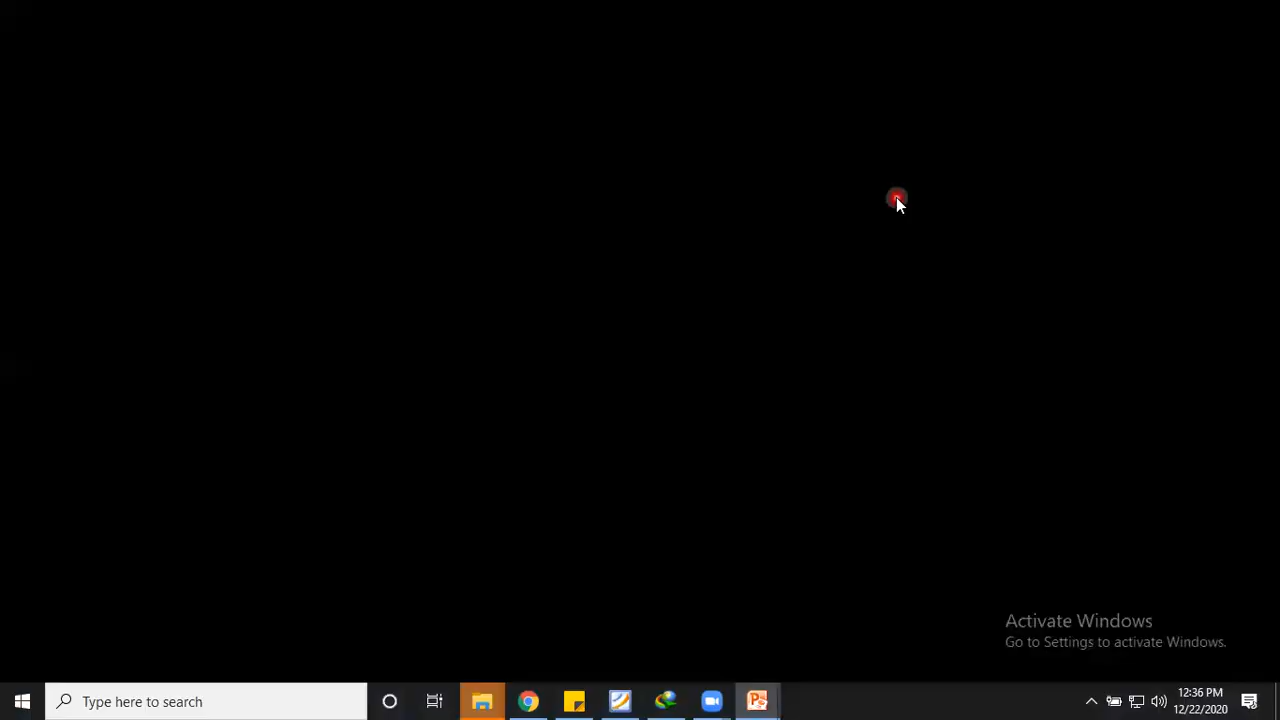 Activate Windows
Go to Settings to activate Windows.
Type here to search
12:36 PM
12/22/2020